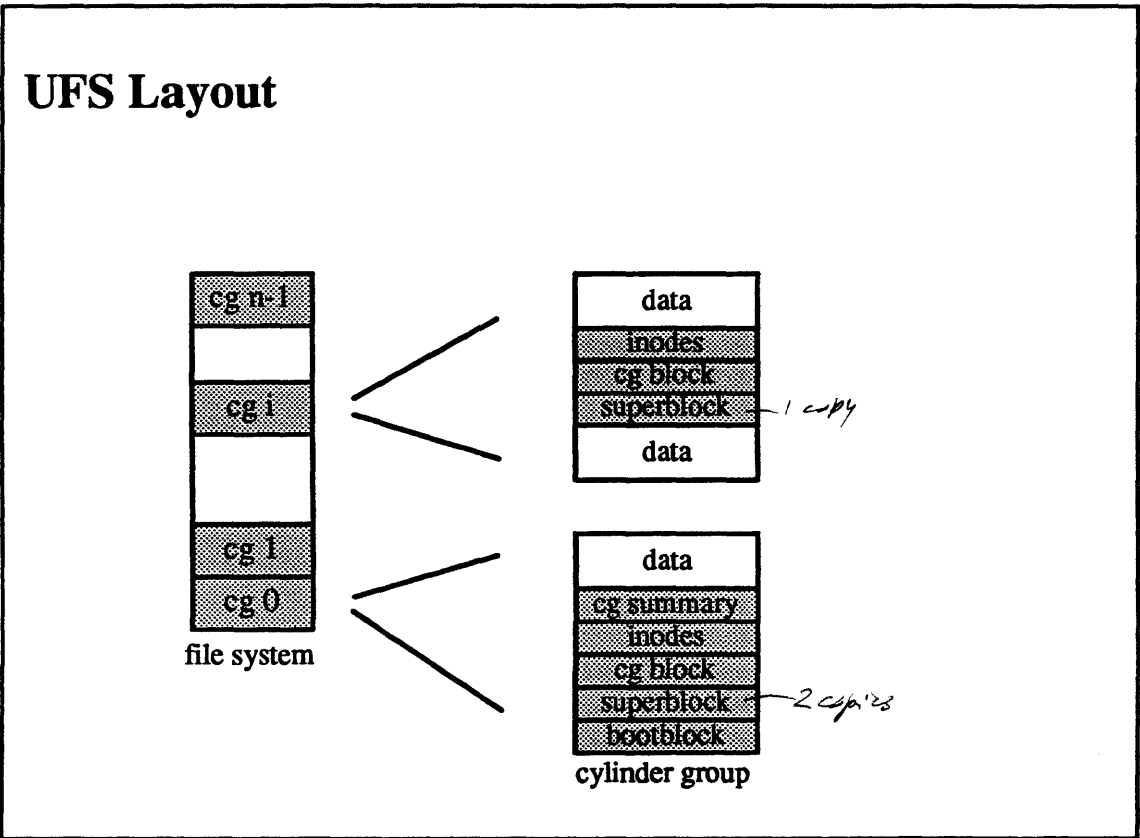 UFS Layout
cg n-1
cg i
cg 1
cg 0
file system
data
inodes
cg block
superblock
1 copy
data
data
cg summary
inodes
cg block
superblock
2 copies
bootblock
cylinder group